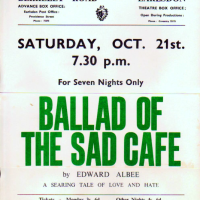 ADVANCE BOX OFFICE:
THEATRE BOX OFFICE:
SATURDAY, OCT. 21st.
7.30 p.m.
For Seven Nights Only
BALLAD OF
THE SAD CAFE
by EDWARD ALBEE
A SEARING TALE OF LOVE AND HATE